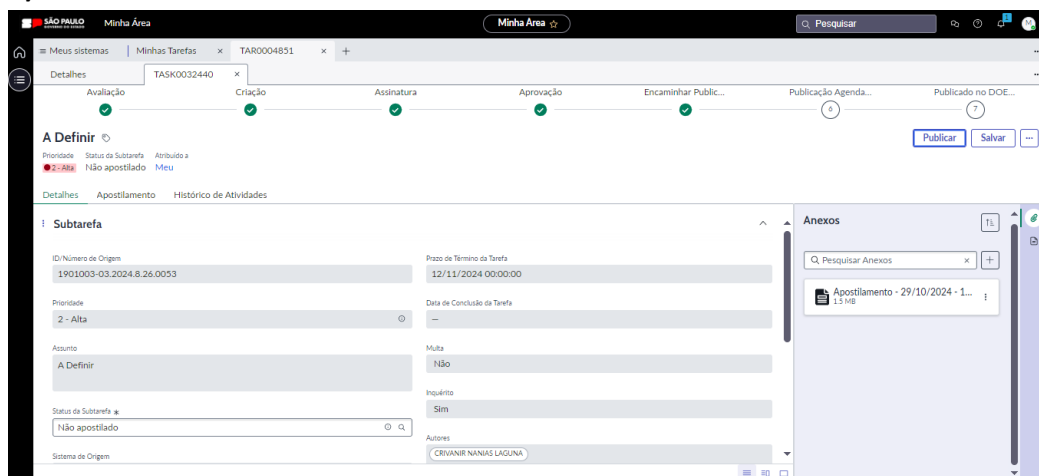 SÃO PAULO
GOVERNO DO ESTADO
Minha Área
Minha Área
Pesquisar
1
M
Meus sistemas
Minhas Tarefas ×
TAR0004851 × +
Detalhes
TASK0032440 ×
Avaliação
Criação
Assinatura
Aprovação
Encaminhar Public...
Publicação Agenda...
Publicado no DOE...
6
7
A Definir
Publicar
Salvar
...
Prioridade Status da Subtarefa Atribuído a
2 - Alta Não apostilado Meu
Detalhes Apostilamento Histórico de Atividades
Subtarefa
ID/Número de Origem
1901003-03.2024.8.26.0053
Prioridade
2 - Alta
Assunto
A Definir
Status da Subtarefa *
Não apostilado
Sistema de Origem
Prazo de Término da Tarefa
12/11/2024 00:00:00
Data de Conclusão da Tarefa
—
Multa
Não
Inquérito
Sim
Autores
CRIVANIR NANIAS LAGUNA
Anexos
Pesquisar Anexos × +
Apostilamento - 29/10/2024 - 1...
1.5 MB